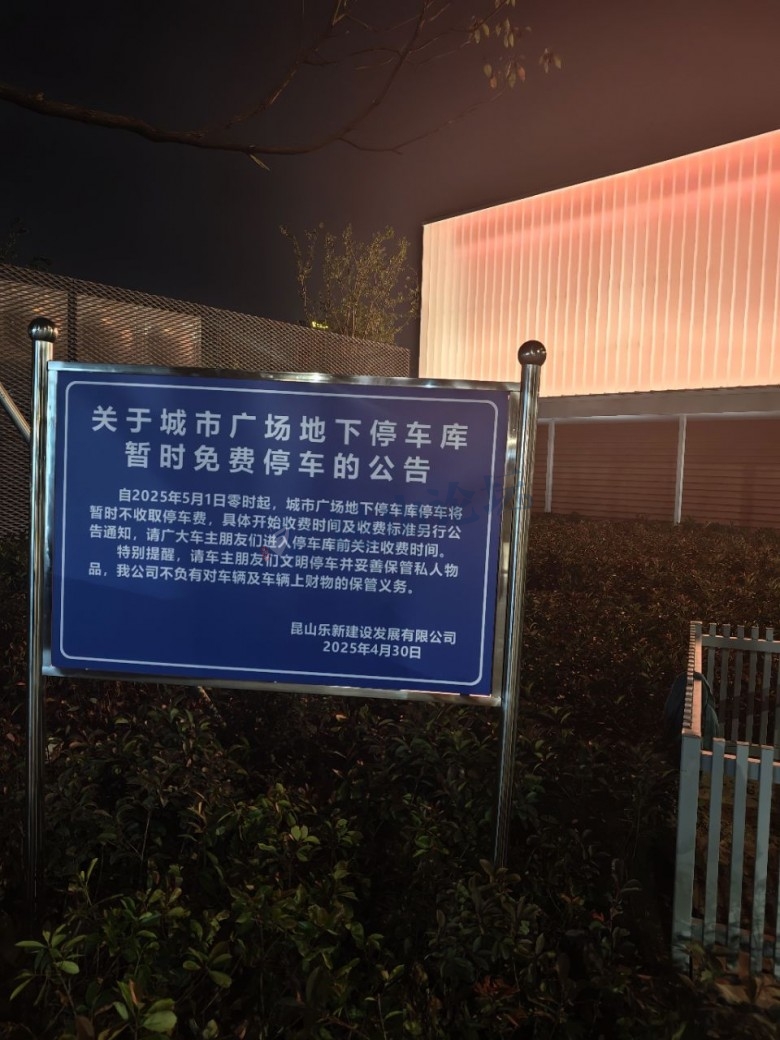 关于城市广场地下停车库
暂时免费停车的公告
自2025年5月1日零时起，城市广场地下停车库停车将
暂时不收取停车费，具体开始收费时间及收费标准另行公
告通知，请广大车主朋友们进入停车库前关注收费时间。
特别提醒，请车主朋友们文明停车并妥善保管私人物
品，我公司不负有对车辆及车辆上财物的保管义务。
昆山乐新建设发展有限公司
2025年4月30日